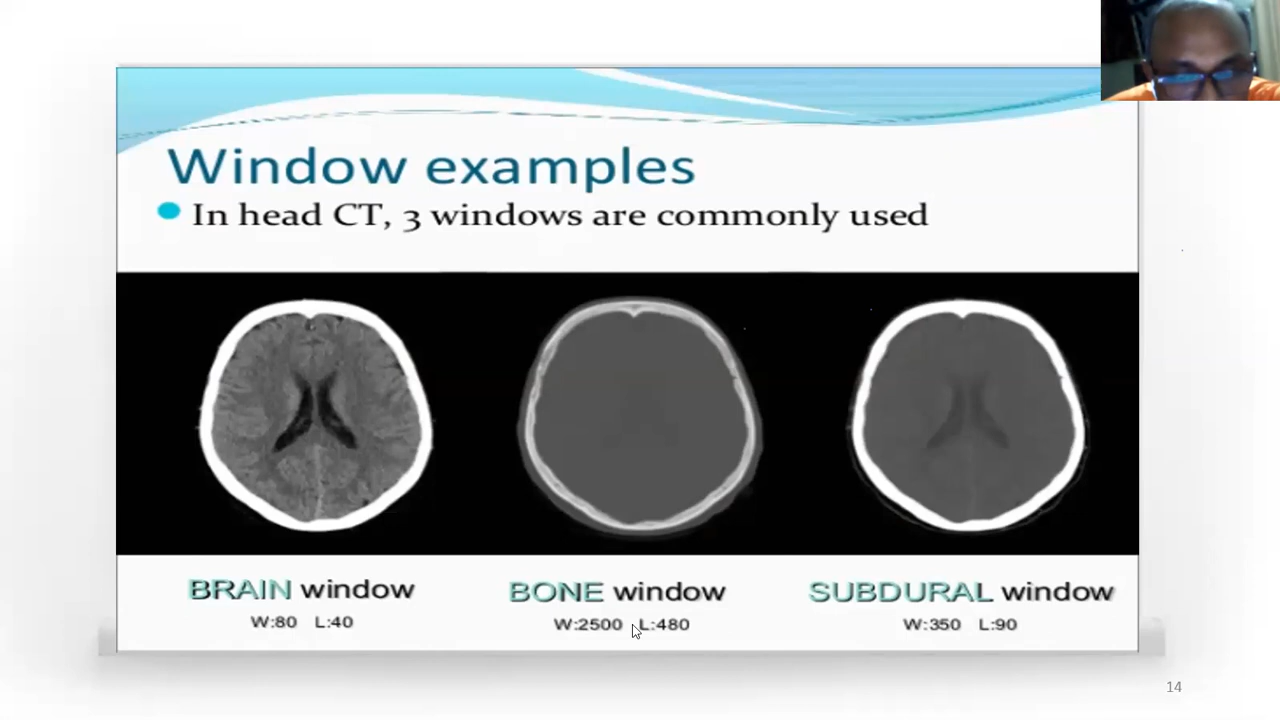 Window examples
In head CT, 3 windows are commonly used
BRAIN window
W:80 L:40
BONE window
W:2500 L:480
SUBDURAL window
W:350 L:90
14